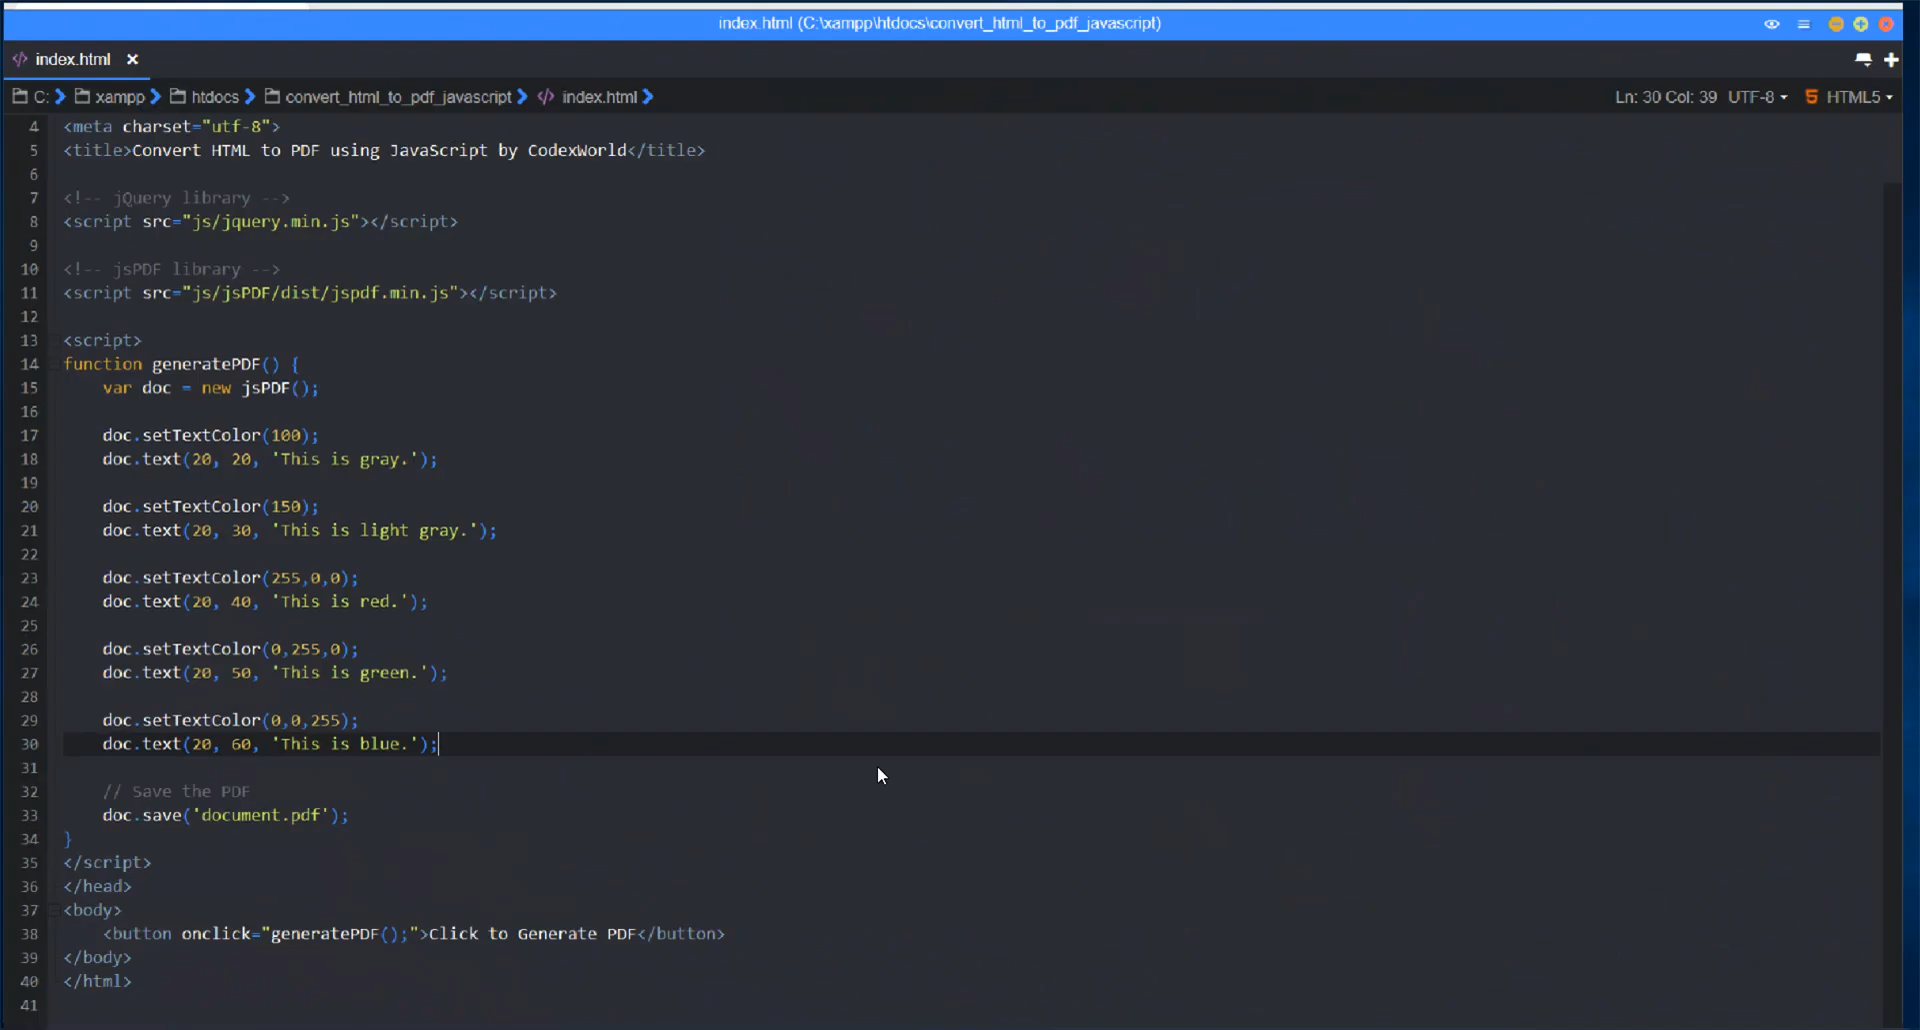 index.html (C:\xampp\htdocs\convert_html_to_pdf_javascript)
index.html
C: xampp htdocs convert_html_to_pdf_javascript index.html Ln: 30 Col: 39 UTF-8 HTML5
4 <meta charset="utf-8">
5 <title>Convert HTML to PDF using JavaScript by CodexWorld</title>
6
7 <!-- jQuery library -->
8 <script src="js/jquery.min.js"></script>
9
10 <!-- jsPDF library -->
11 <script src="js/jsPDF/dist/jspdf.min.js"></script>
12
13 <script>
14 function generatePDF() {
15 var doc = new jsPDF();
16
17 doc.setTextColor(100);
18 doc.text(20, 20, 'This is gray.');
19
20 doc.setTextColor(150);
21 doc.text(20, 30, 'This is light gray.');
22
23 doc.setTextColor(255,0,0);
24 doc.text(20, 40, 'This is red.');
25
26 doc.setTextColor(0,255,0);
27 doc.text(20, 50, 'This is green.');
28
29 doc.setTextColor(0,0,255);
30 doc.text(20, 60, 'This is blue.');
31
32 // Save the PDF
33 doc.save('document.pdf');
34 }
35 </script>
36 </head>
37 <body>
38 <button onclick="generatePDF();">Click to Generate PDF</button>
39 </body>
40 </html>
41